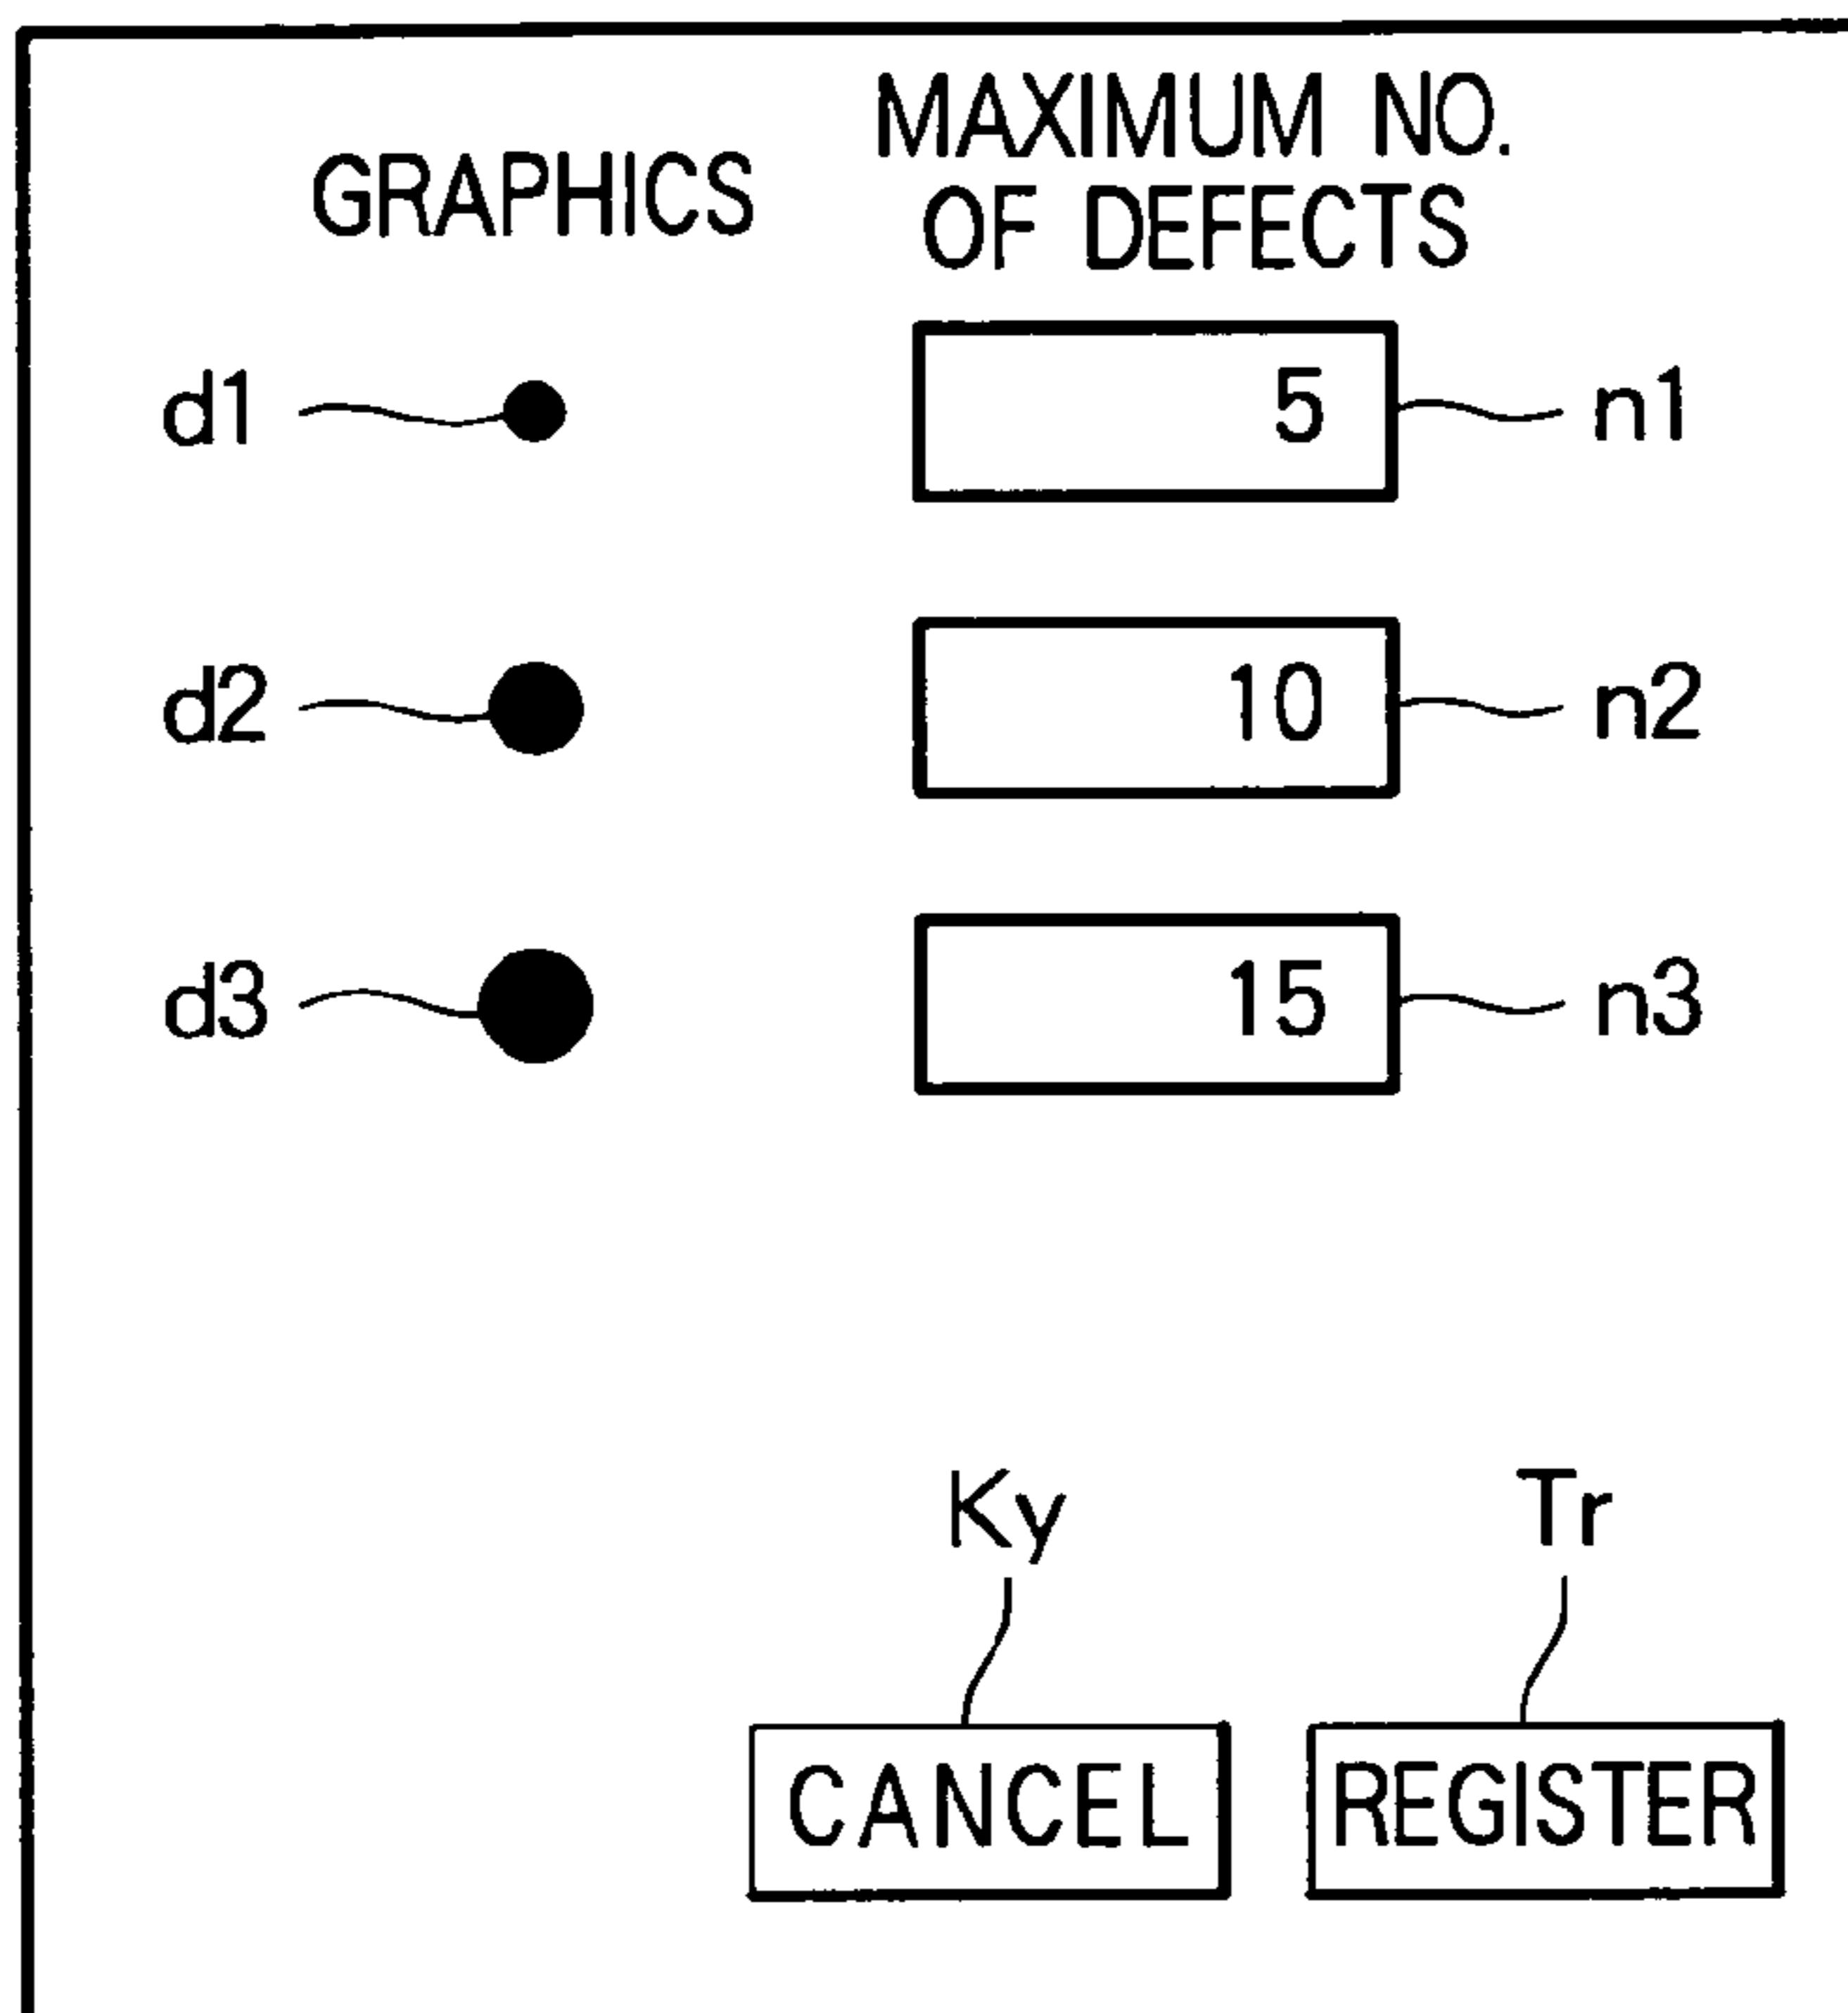 MAXIMUM NO.
GRAPHICS OF DEFECTS
d1 5 n1
d2 10 n2
d3 15 n3
Ky Tr
CANCEL REGISTER